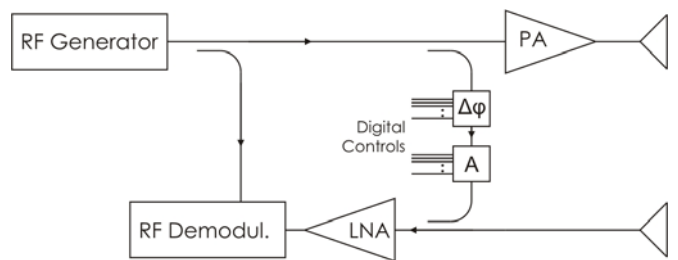 RF Generator
PA
Δφ
Digital
Controls
A
RF Demodul.
LNA